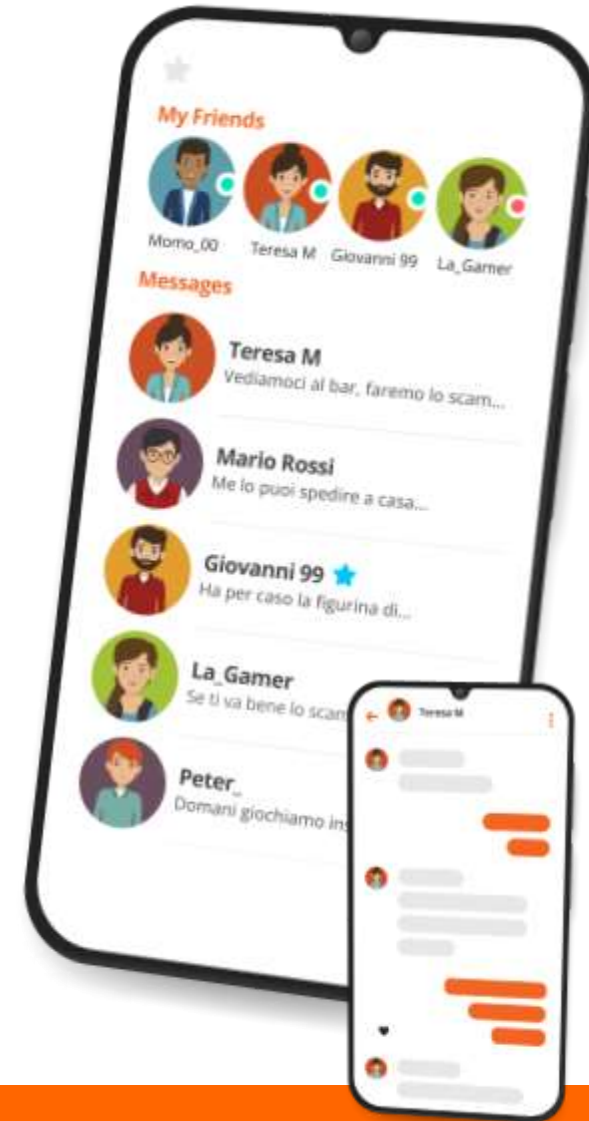 My Friends
Momo_00 Teresa M Giovanni 99 La_Gamer
Messages
Teresa M
Vediamoci al bar, faremo lo scam...
Mario Rossi
Me lo puoi spedire a casa...
Giovanni 99
Ha per caso la figurina di...
La_Gamer
Se ti va bene lo scam
Peter_
Domani giochiamo ins
Teresa M